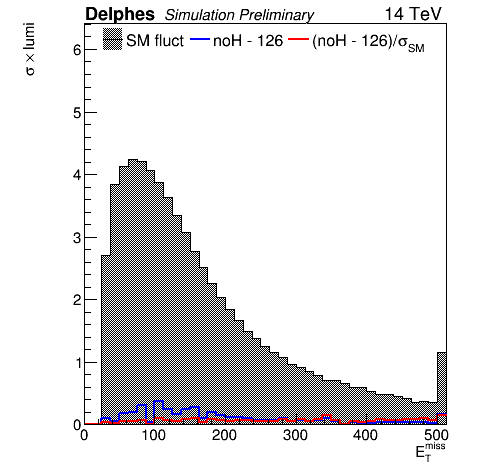 Delphes Simulation Preliminary 14 TeV
σ × lumi
SM fluct noH - 126 (noH - 126)/σ_SM
6
5
4
3
2
1
0
0 100 200 300 400 500
E_T^miss